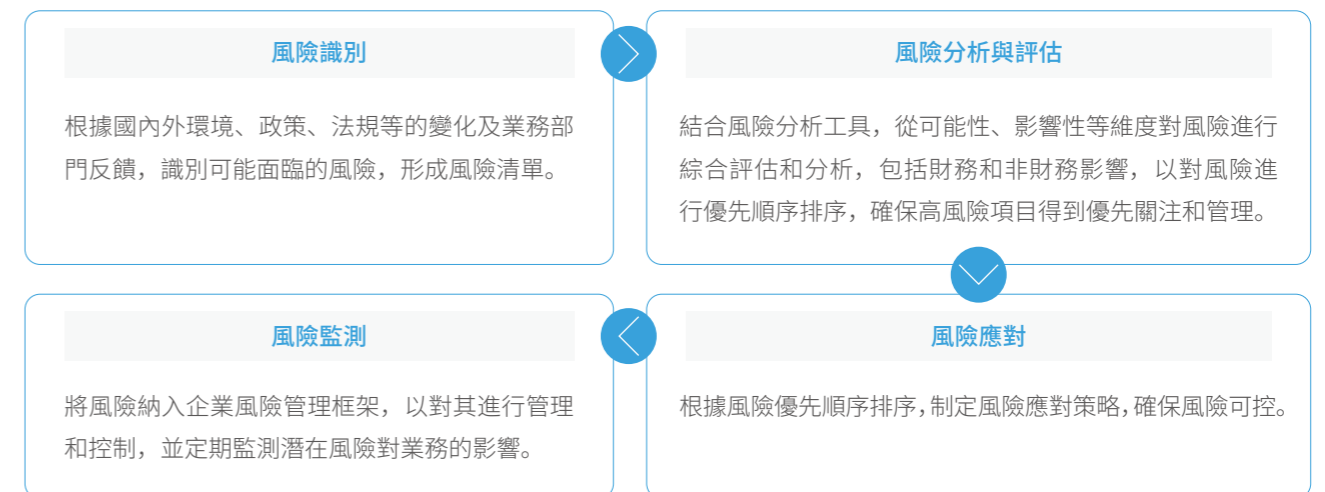 風險識別
根據國內外環境、政策、法規等的變化及業務部
門反饋，識別可能面臨的風險，形成風險清單。
風險分析與評估
結合風險分析工具，從可能性、影響性等維度對風險進行
綜合評估和分析，包括財務和非財務影響，以對風險進
行優先順序排序，確保高風險項目得到優先關注和管理。
風險應對
根據風險優先順序排序，制定風險應對策略，確保風險可控。
風險監測
將風險納入企業風險管理框架，以對其進行管理
和控制，並定期監測潛在風險對業務的影響。